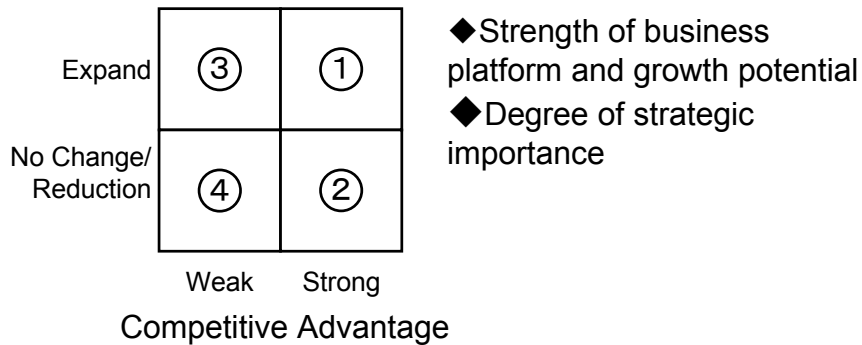 Expand ③ ①
No Change/
Reduction ④ ②
Weak Strong
Competitive Advantage
◆Strength of business
platform and growth potential
◆Degree of strategic
importance